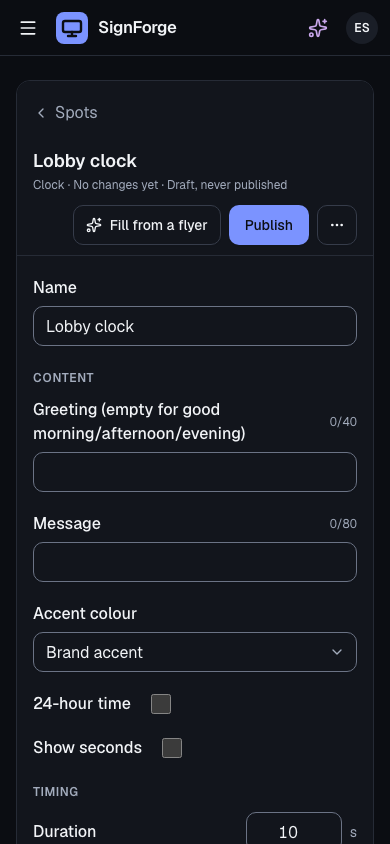 SignForge
ES
Spots
Lobby clock
Clock · No changes yet · Draft, never published
Fill from a flyer
Publish
Name
Lobby clock
CONTENT
Greeting (empty for good
morning/afternoon/evening)
0/40
Message
0/80
Accent colour
Brand accent
24-hour time
Show seconds
TIMING
Duration
10
s